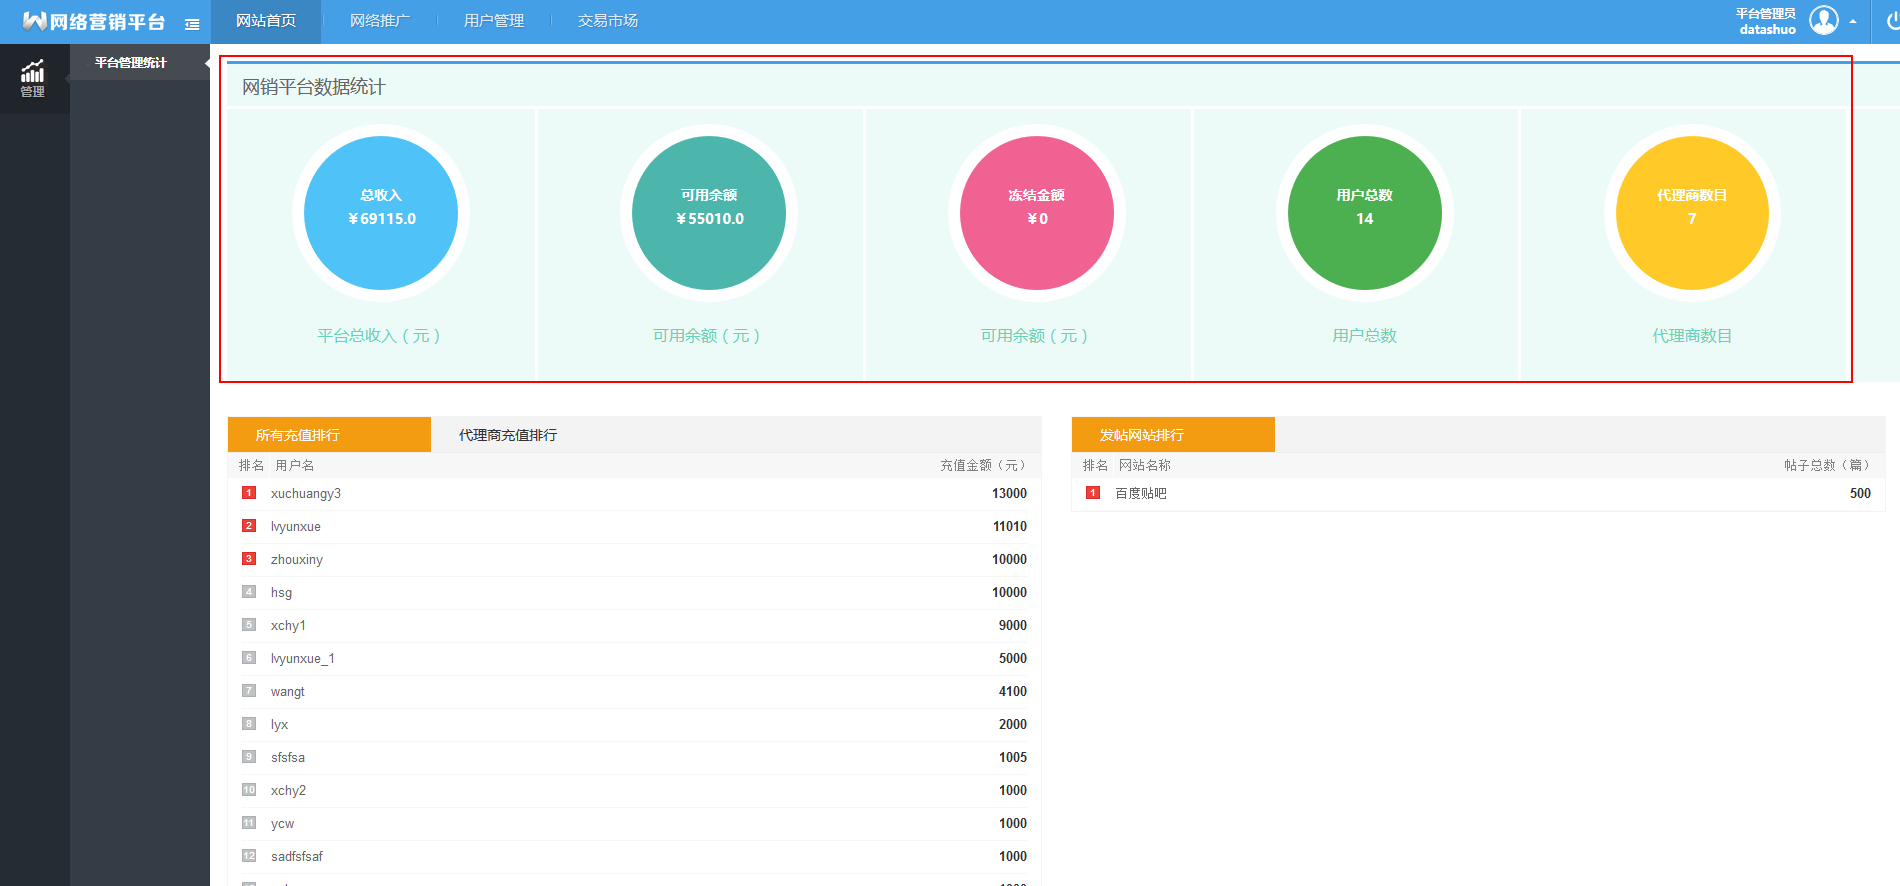 网络营销平台
网站首页 网络推广 用户管理 交易市场
平台管理员
datashuo
管理
平台管理统计
网销平台数据统计
总收入
¥69115.0
平台总收入（元）
可用余额
¥55010.0
可用余额（元）
冻结金额
¥0
可用余额（元）
用户总数
14
用户总数
代理商数目
7
代理商数目
所有充值排行 代理商充值排行
排名 用户名 充值金额（元）
1 xuchuangy3 13000
2 lvyunxue 11010
3 zhouxiny 10000
4 hsg 10000
5 xchy1 9000
6 lvyunxue_1 5000
7 wangt 4100
8 lyx 2000
9 sfsfsa 1005
10 xchy2 1000
11 ycw 1000
12 sadfsfsaf 1000
发帖网站排行
排名 网站名称 帖子总数（篇）
1 百度贴吧 500